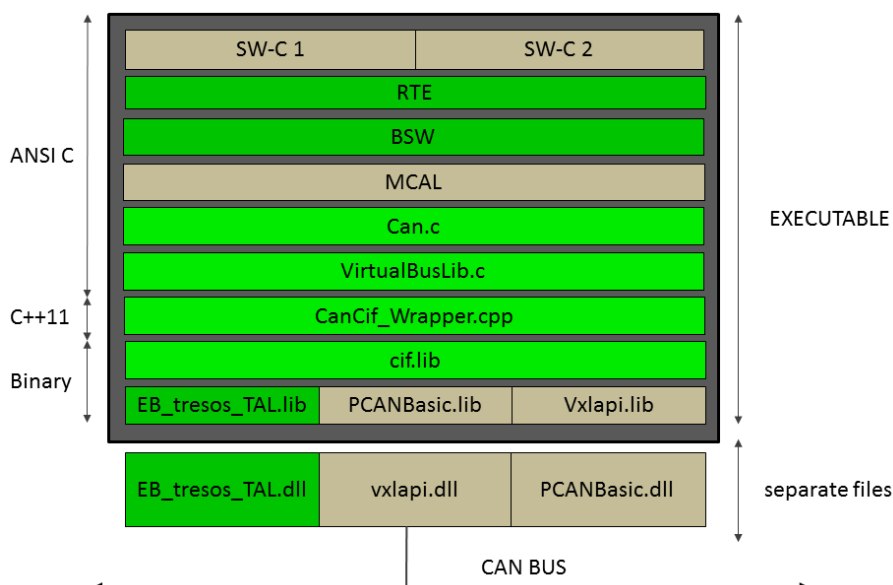 SW-C 1 SW-C 2
RTE
BSW
ANSI C
MCAL
Can.c
EXECUTABLE
VirtualBusLib.c
C++11
CanCif_Wrapper.cpp
cif.lib
Binary
EB_tresos_TAL.lib PCANBasic.lib Vxlapi.lib
EB_tresos_TAL.dll vxlapi.dll PCANBasic.dll
separate files
CAN BUS